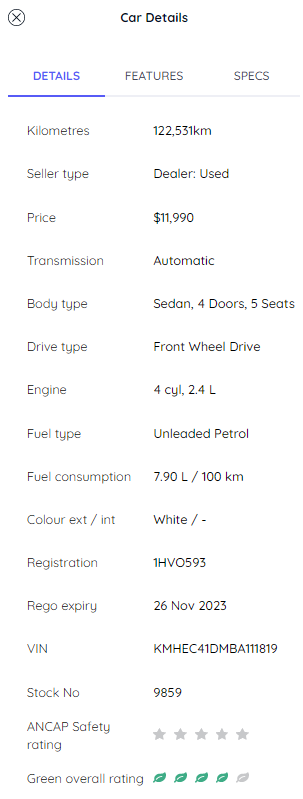 Car Details
DETAILS FEATURES SPECS
Kilometres 122,531km
Seller type Dealer: Used
Price $11,990
Transmission Automatic
Body type Sedan, 4 Doors, 5 Seats
Drive type Front Wheel Drive
Engine 4 cyl, 2.4 L
Fuel type Unleaded Petrol
Fuel consumption 7.90 L / 100 km
Colour ext / int White / -
Registration 1HVO593
Rego expiry 26 Nov 2023
VIN KMHEC41DMBA111819
Stock No 9859
ANCAP Safety
rating
Green overall rating